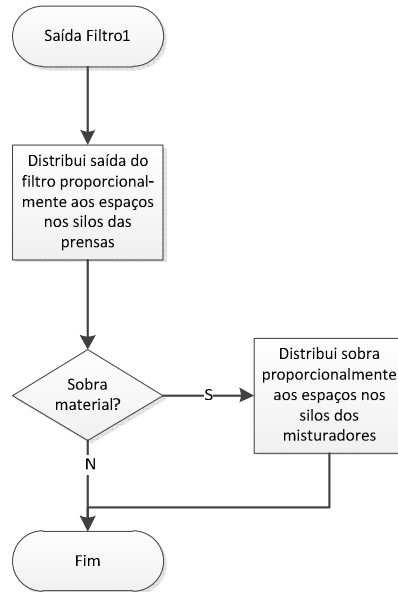 Saída Filtro1
Distribui saída do
filtro proporcional-
mente aos espaços
nos silos das
prensas
Sobra
material?
S
Distribui sobra
proporcionalmente
aos espaços nos
silos dos
misturadores
N
Fim